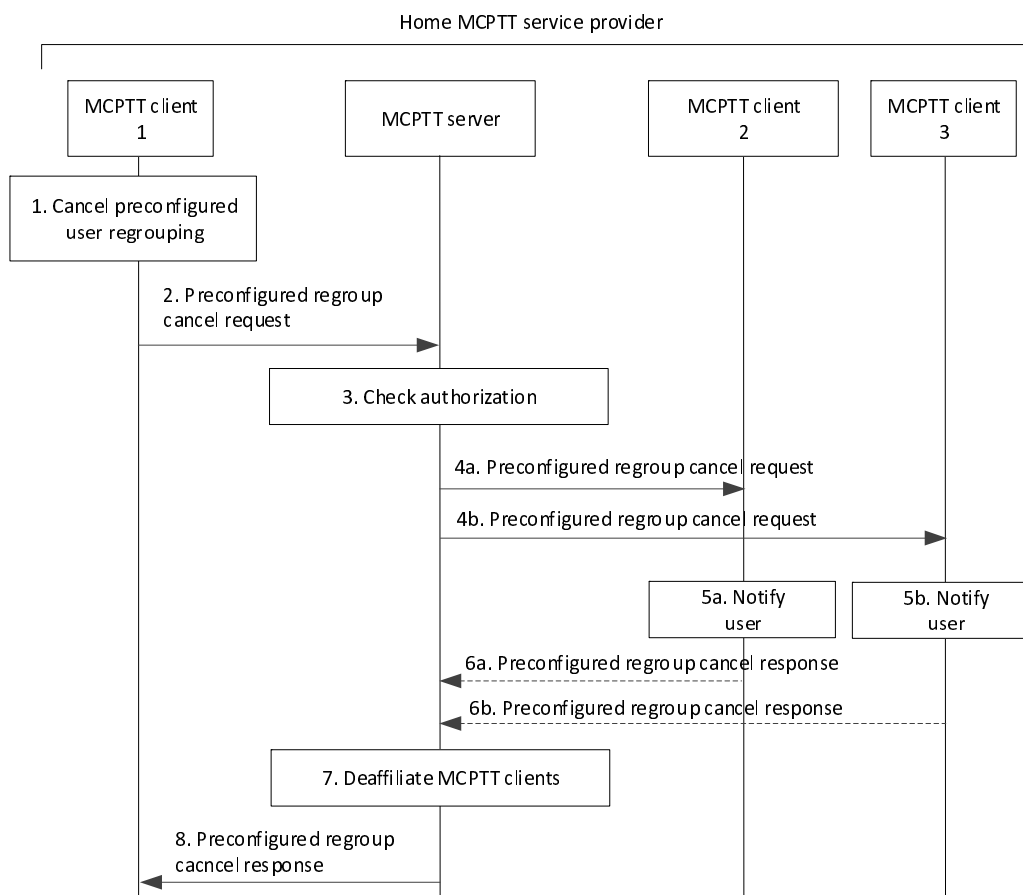 Home MCPTT service provider
MCPTT client
1
MCPTT server
MCPTT client
2
MCPTT client
3
1. Cancel preconfigured
user regrouping
2. Preconfigured regroup
cancel request
3. Check authorization
4a. Preconfigured regroup cancel request
4b. Preconfigured regroup cancel request
5a. Notify
user
5b. Notify
user
6a. Preconfigured regroup cancel response
6b. Preconfigured regroup cancel response
7. Deaffiliate MCPTT clients
8. Preconfigured regroup
cacncel response